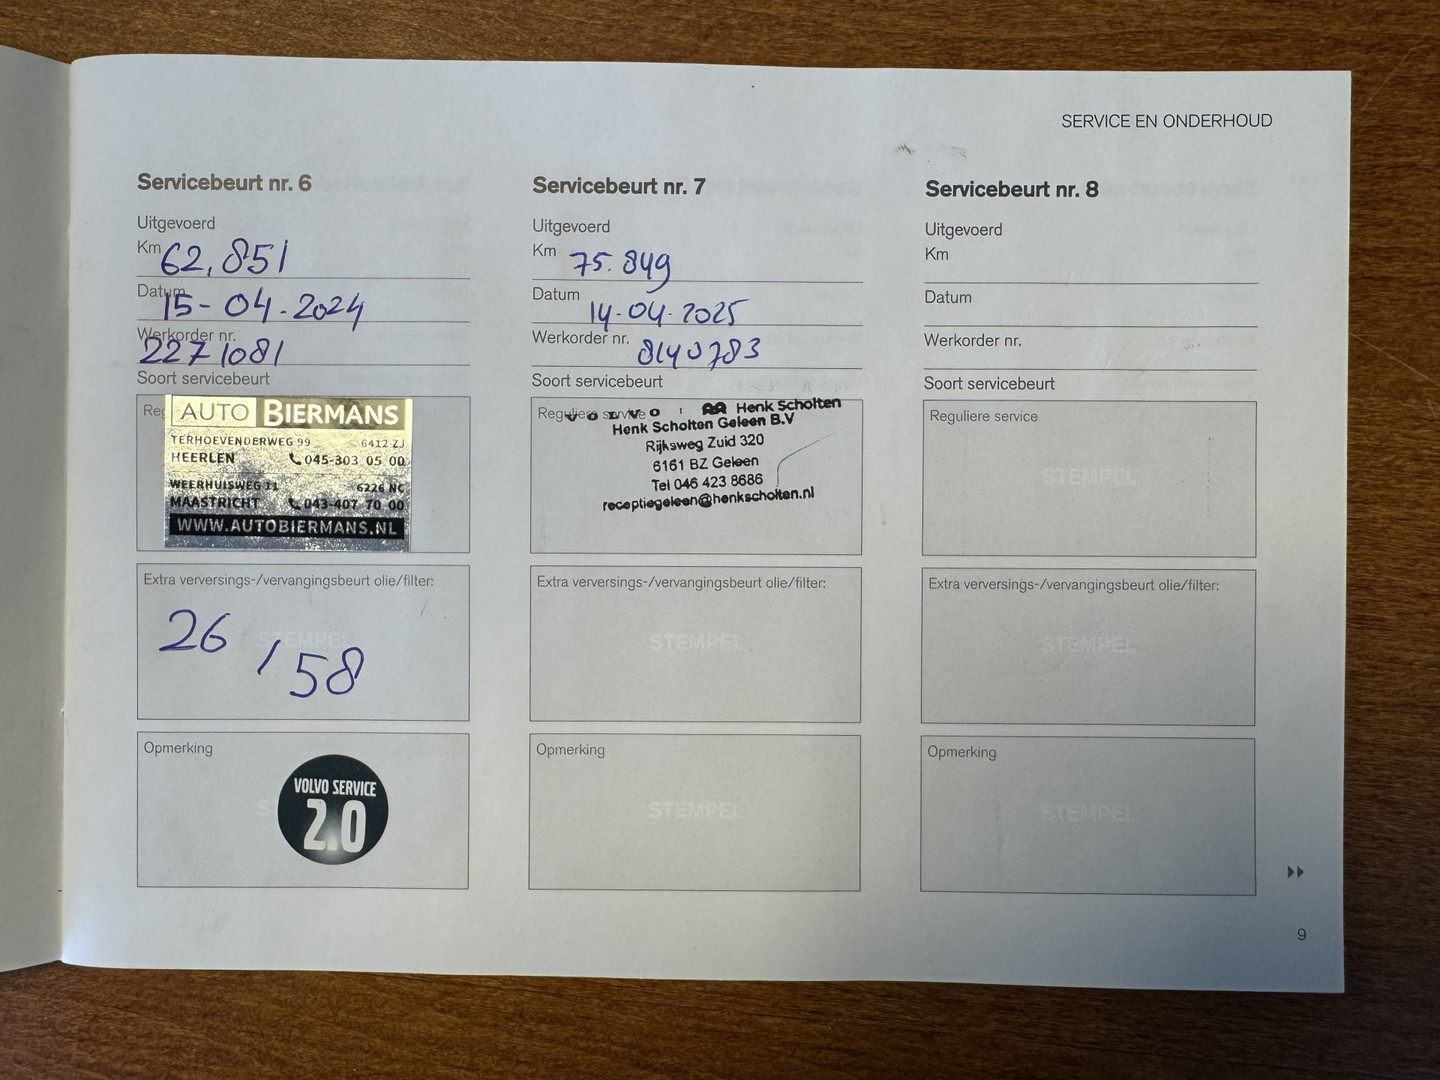 SERVICE EN ONDERHOUD
Servicebeurt nr. 6
Uitgevoerd
Km 62,851
Datum 15-04-2024
Werkorder nr. 2271081
Soort servicebeurt
Reg
AUTO BIERMANS
TERHOEVENDERWEG 99 6412 ZJ
HEERLEN 045-303 05 00
WEERHUISWEG 11 6226 NC
MAASTRICHT 043-407 70 00
WWW.AUTOBIERMANS.NL
Extra verversings-/vervangingsbeurt olie/filter:
STEMPEL
26 / 58
Opmerking
VOLVO SERVICE
2.0
Servicebeurt nr. 7
Uitgevoerd
Km 75.849
Datum 14-04-2025
Werkorder nr. 8140783
Soort servicebeurt
Reguliere service
VOLVO Henk Scholten
Henk Scholten Geleen B.V
Rijksweg Zuid 320
6161 BZ Geleen
Tel 046 423 8686
receptiegeleen@henkscholten.nl
Extra verversings-/vervangingsbeurt olie/filter:
STEMPEL
Opmerking
STEMPEL
Servicebeurt nr. 8
Uitgevoerd
Km
Datum
Werkorder nr.
Soort servicebeurt
Reguliere service
STEMPEL
Extra verversings-/vervangingsbeurt olie/filter:
STEMPEL
Opmerking
STEMPEL
9